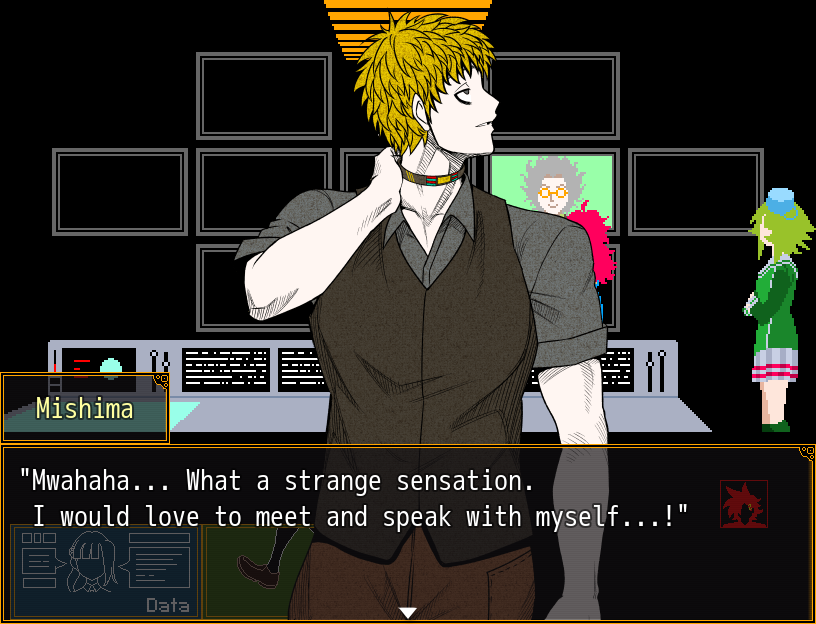 Mishima
"Mwahaha... What a strange sensation.
I would love to meet and speak with myself...!"
Data